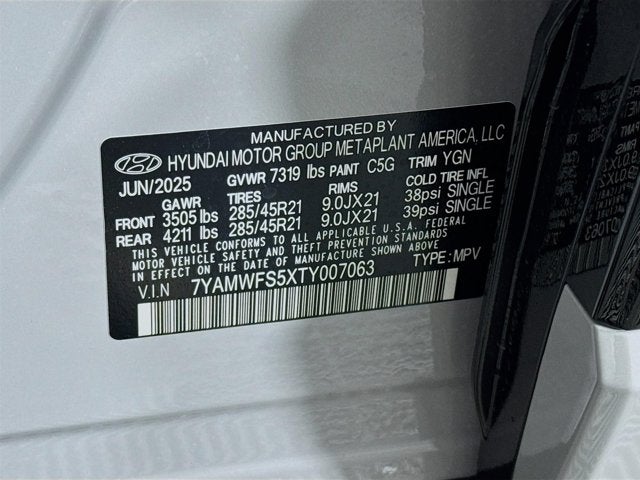 MANUFACTURED BY
HYUNDAI MOTOR GROUP METAPLANT AMERICA, LLC
JUN/2025 GVWR 7319 lbs PAINT C5G TRIM YGN
GAWR TIRES RIMS COLD TIRE INFL
FRONT 3505 lbs 285/45R21 9.0JX21 38psi SINGLE
REAR 4211 lbs 285/45R21 9.0JX21 39psi SINGLE
THIS VEHICLE CONFORMS TO ALL APPLICABLE U.S.A. FEDERAL
MOTOR VEHICLE SAFETY, BUMPER, AND THEFT PREVENTION STANDARDS
IN EFFECT ON THE DATE OF MANUFACTURE SHOWN ABOVE.
V.I.N 7YAMWFS5XTY007063 TYPE : MPV